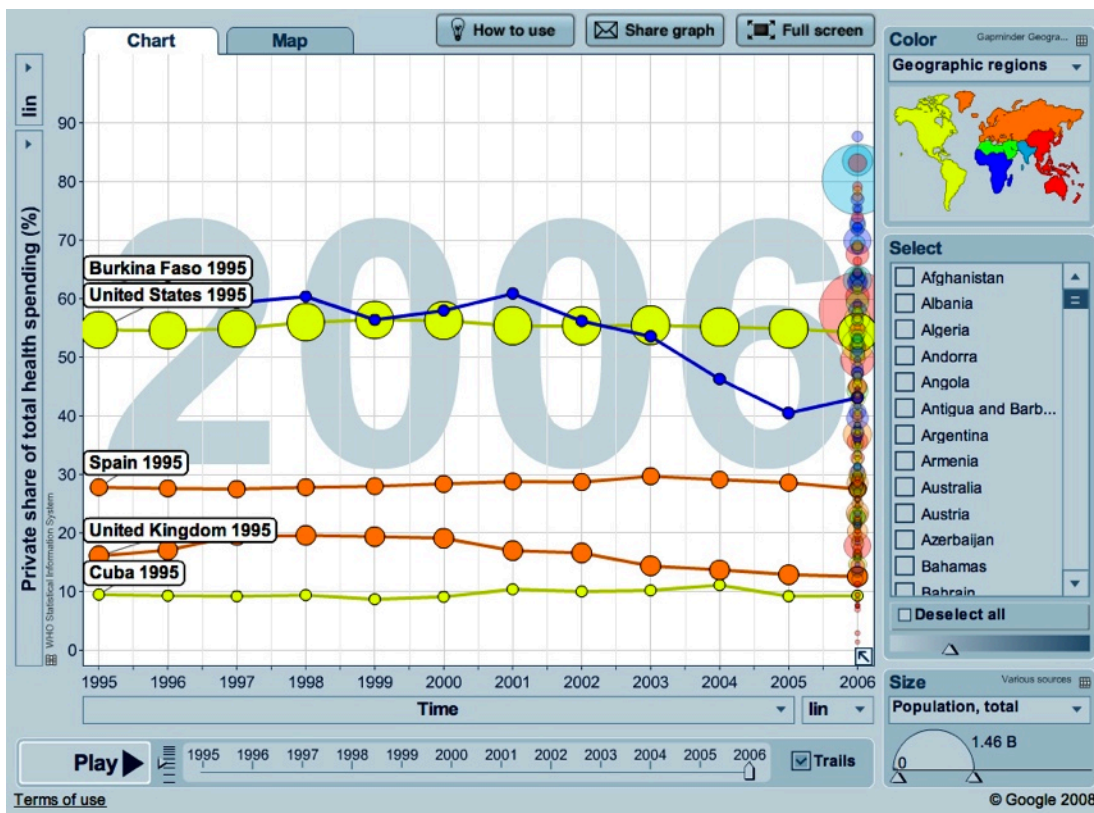 Chart
Map
How to use
Share graph
Full screen
lin
Private share of total health spending (%)
90
80
70
60
50
40
30
20
10
0
2006
Burkina Faso 1995
United States 1995
Spain 1995
United Kingdom 1995
Cuba 1995
WHO Statistical Information System
1995 1996 1997 1998 1999 2000 2001 2002 2003 2004 2005 2006
Time
lin
Play
1995 1996 1997 1998 1999 2000 2001 2002 2003 2004 2005 2006
Trails
Terms of use
Color
Gapminder Geogra...
Geographic regions
Select
Afghanistan
Albania
Algeria
Andorra
Angola
Antigua and Barb...
Argentina
Armenia
Australia
Austria
Azerbaijan
Bahamas
Bahrain
Deselect all
Size
Various sources
Population, total
1.46 B
0
© Google 2008